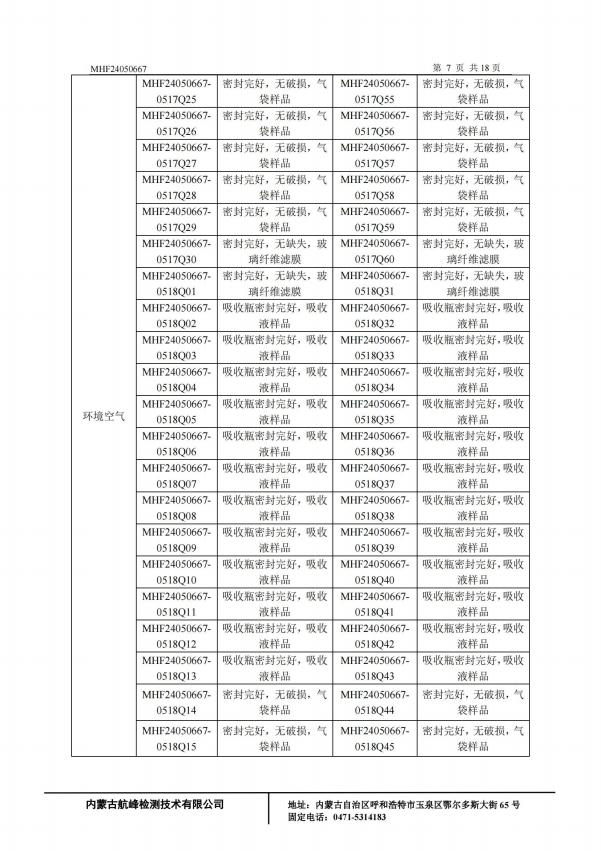 MHF24050667 第 7 页 共18页
MHF24050667- 密封完好，无破损，气 MHF24050667- 密封完好，无破损，气
0517Q25 袋样品 0517Q55 袋样品
MHF24050667- 密封完好，无破损，气 MHF24050667- 密封完好，无破损，气
0517Q26 袋样品 0517Q56 袋样品
MHF24050667- 密封完好，无破损，气 MHF24050667- 密封完好，无破损，气
0517Q27 袋样品 0517Q57 袋样品
MHF24050667- 密封完好，无破损，气 MHF24050667- 密封完好，无破损，气
0517Q28 袋样品 0517Q58 袋样品
MHF24050667- 密封完好，无破损，气 MHF24050667- 密封完好，无破损，气
0517Q29 袋样品 0517Q59 袋样品
MHF24050667- 密封完好，无缺失，玻 MHF24050667- 密封完好，无缺失，玻
0517Q30 璃纤维滤膜 0517Q60 璃纤维滤膜
MHF24050667- 密封完好，无缺失，玻 MHF24050667- 密封完好，无缺失，玻
0518Q01 璃纤维滤膜 0518Q31 璃纤维滤膜
MHF24050667- 吸收瓶密封完好，吸收 MHF24050667- 吸收瓶密封完好，吸收
0518Q02 液样品 0518Q32 液样品
MHF24050667- 吸收瓶密封完好，吸收 MHF24050667- 吸收瓶密封完好，吸收
0518Q03 液样品 0518Q33 液样品
MHF24050667- 吸收瓶密封完好，吸收 MHF24050667- 吸收瓶密封完好，吸收
0518Q04 液样品 0518Q34 液样品
MHF24050667- 吸收瓶密封完好，吸收 MHF24050667- 吸收瓶密封完好，吸收
环境空气 0518Q05 液样品 0518Q35 液样品
MHF24050667- 吸收瓶密封完好，吸收 MHF24050667- 吸收瓶密封完好，吸收
0518Q06 液样品 0518Q36 液样品
MHF24050667- 吸收瓶密封完好，吸收 MHF24050667- 吸收瓶密封完好，吸收
0518Q07 液样品 0518Q37 液样品
MHF24050667- 吸收瓶密封完好，吸收 MHF24050667- 吸收瓶密封完好，吸收
0518Q08 液样品 0518Q38 液样品
MHF24050667- 吸收瓶密封完好，吸收 MHF24050667- 吸收瓶密封完好，吸收
0518Q09 液样品 0518Q39 液样品
MHF24050667- 吸收瓶密封完好，吸收 MHF24050667- 吸收瓶密封完好，吸收
0518Q10 液样品 0518Q40 液样品
MHF24050667- 吸收瓶密封完好，吸收 MHF24050667- 吸收瓶密封完好，吸收
0518Q11 液样品 0518Q41 液样品
MHF24050667- 吸收瓶密封完好，吸收 MHF24050667- 吸收瓶密封完好，吸收
0518Q12 液样品 0518Q42 液样品
MHF24050667- 吸收瓶密封完好，吸收 MHF24050667- 吸收瓶密封完好，吸收
0518Q13 液样品 0518Q43 液样品
MHF24050667- 密封完好，无破损，气 MHF24050667- 密封完好，无破损，气
0518Q14 袋样品 0518Q44 袋样品
MHF24050667- 密封完好，无破损，气 MHF24050667- 密封完好，无破损，气
0518Q15 袋样品 0518Q45 袋样品
内蒙古航峰检测技术有限公司 地址：内蒙古自治区呼和浩特市玉泉区鄂尔多斯大街 65 号
固定电话：0471-5314183